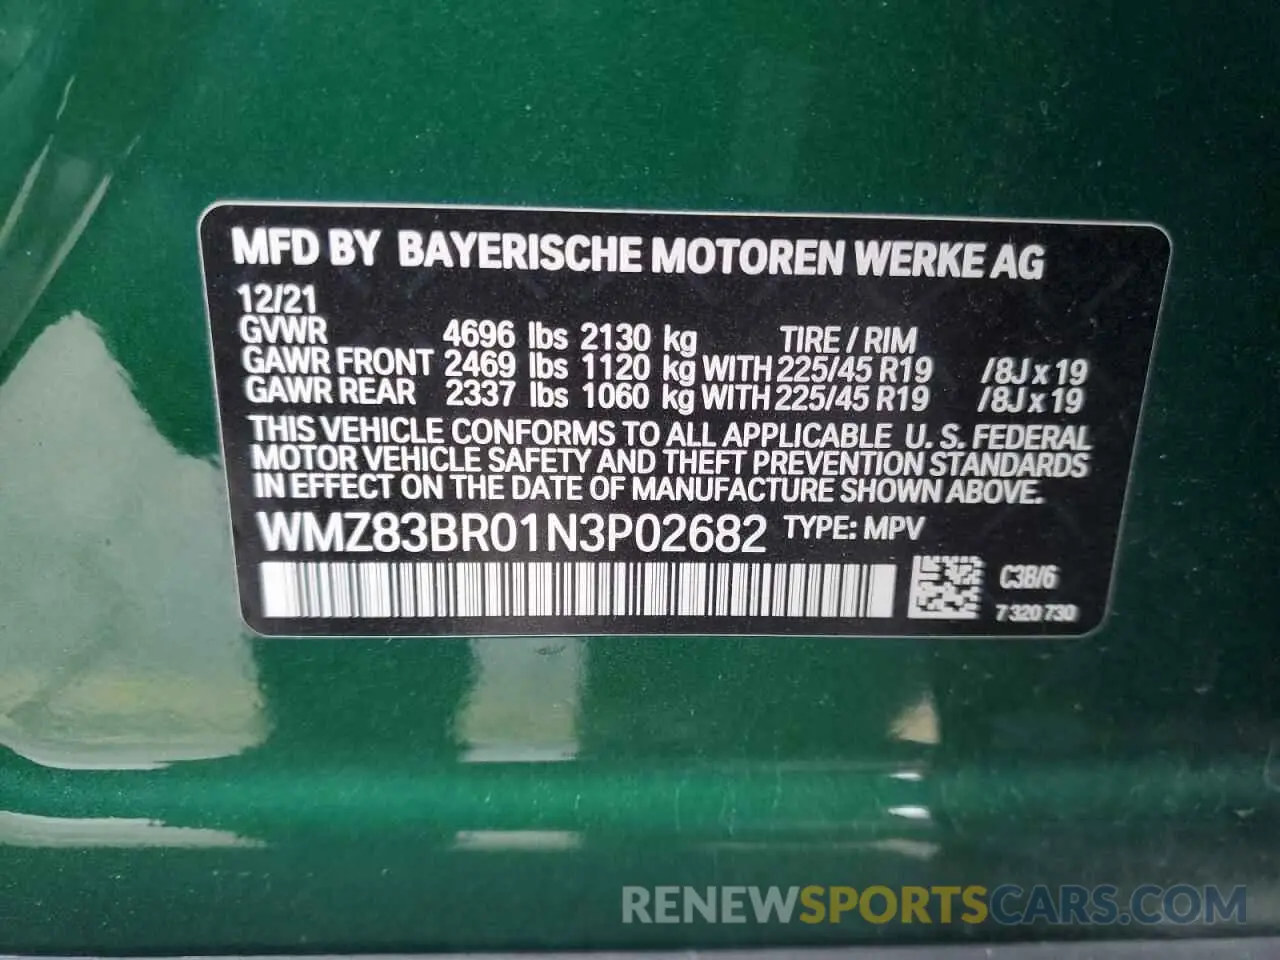 MFD BY BAYERISCHE MOTOREN WERKE AG
12/21
GVWR 4696 lbs 2130 kg TIRE / RIM
GAWR FRONT 2469 lbs 1120 kg WITH 225/45 R19 /8J x 19
GAWR REAR 2337 lbs 1060 kg WITH 225/45 R19 /8J x 19
THIS VEHICLE CONFORMS TO ALL APPLICABLE U. S. FEDERAL
MOTOR VEHICLE SAFETY AND THEFT PREVENTION STANDARDS
IN EFFECT ON THE DATE OF MANUFACTURE SHOWN ABOVE.
WMZ83BR01N3P02682 TYPE: MPV
C3B/6
7 320 730
RENEWSPORTSCARS.COM